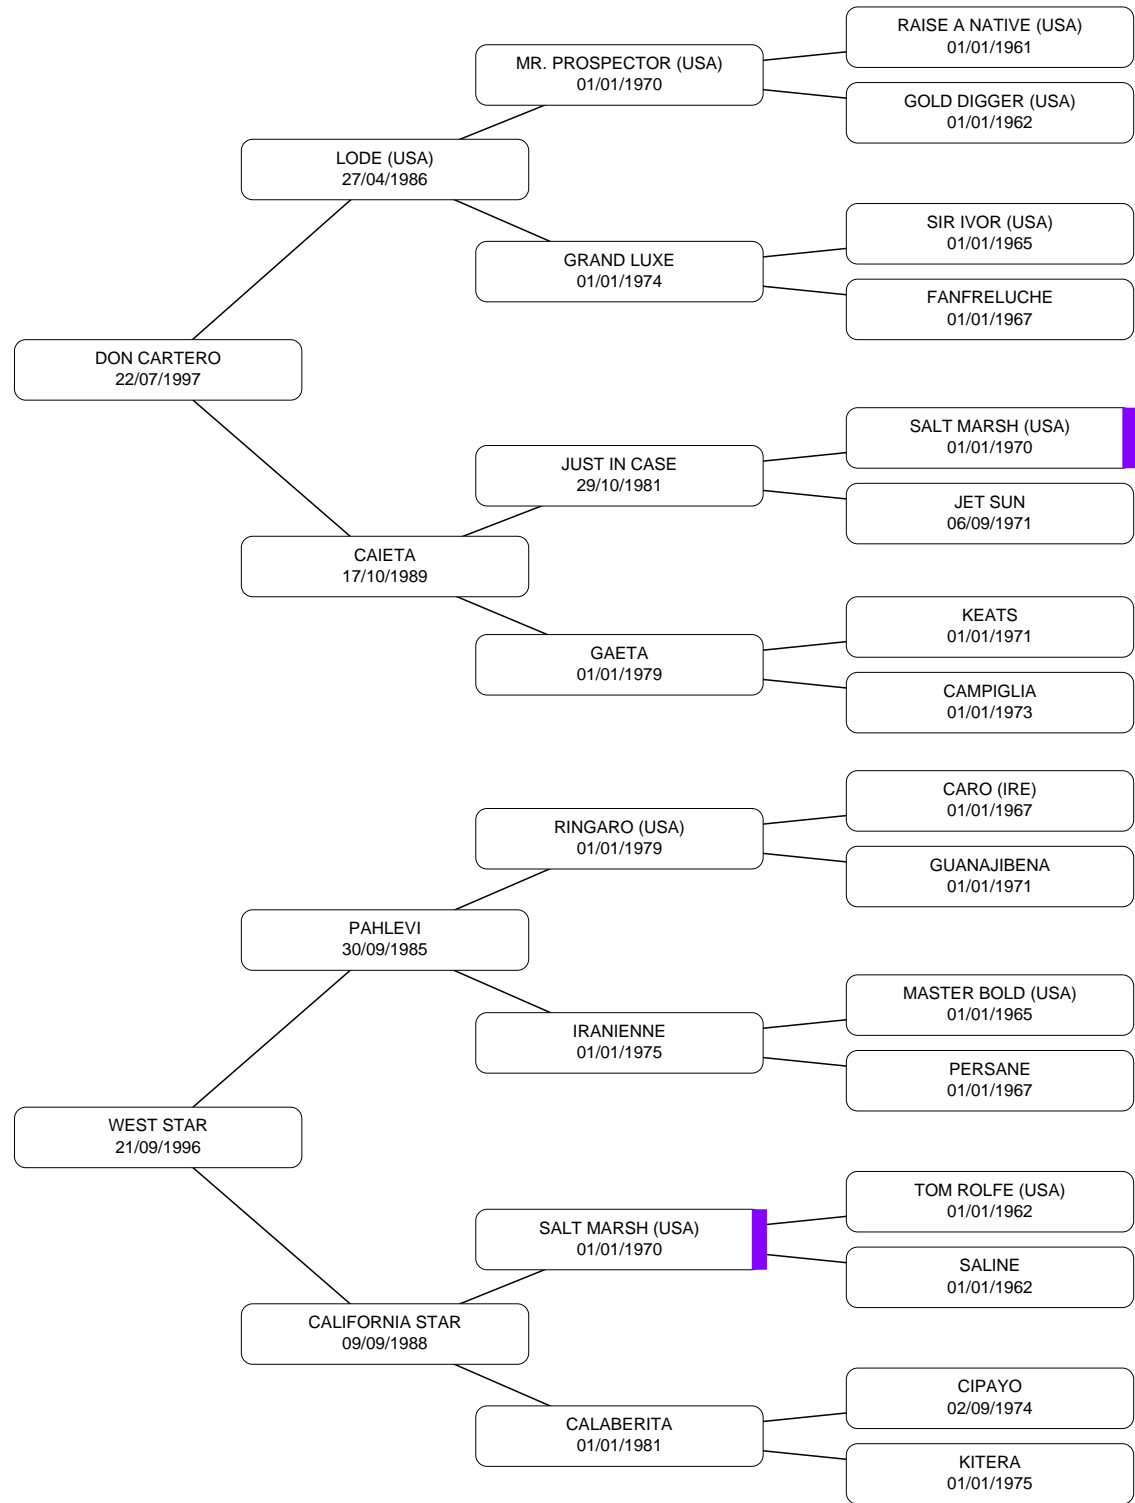 RAISE A NATIVE (USA)
01/01/1961
MR. PROSPECTOR (USA)
01/01/1970
GOLD DIGGER (USA)
01/01/1962
LODE (USA)
27/04/1986
SIR IVOR (USA)
01/01/1965
GRAND LUXE
01/01/1974
FANFRELUCHE
01/01/1967
DON CARTERO
22/07/1997
SALT MARSH (USA)
01/01/1970
JUST IN CASE
29/10/1981
JET SUN
06/09/1971
CAIETA
17/10/1989
KEATS
01/01/1971
GAETA
01/01/1979
CAMPIGLIA
01/01/1973
CARO (IRE)
01/01/1967
RINGARO (USA)
01/01/1979
GUANAJIBENA
01/01/1971
PAHLEVI
30/09/1985
MASTER BOLD (USA)
01/01/1965
IRANIENNE
01/01/1975
PERSANE
01/01/1967
WEST STAR
21/09/1996
TOM ROLFE (USA)
01/01/1962
SALT MARSH (USA)
01/01/1970
SALINE
01/01/1962
CALIFORNIA STAR
09/09/1988
CIPAYO
02/09/1974
CALABERITA
01/01/1981
KITERA
01/01/1975